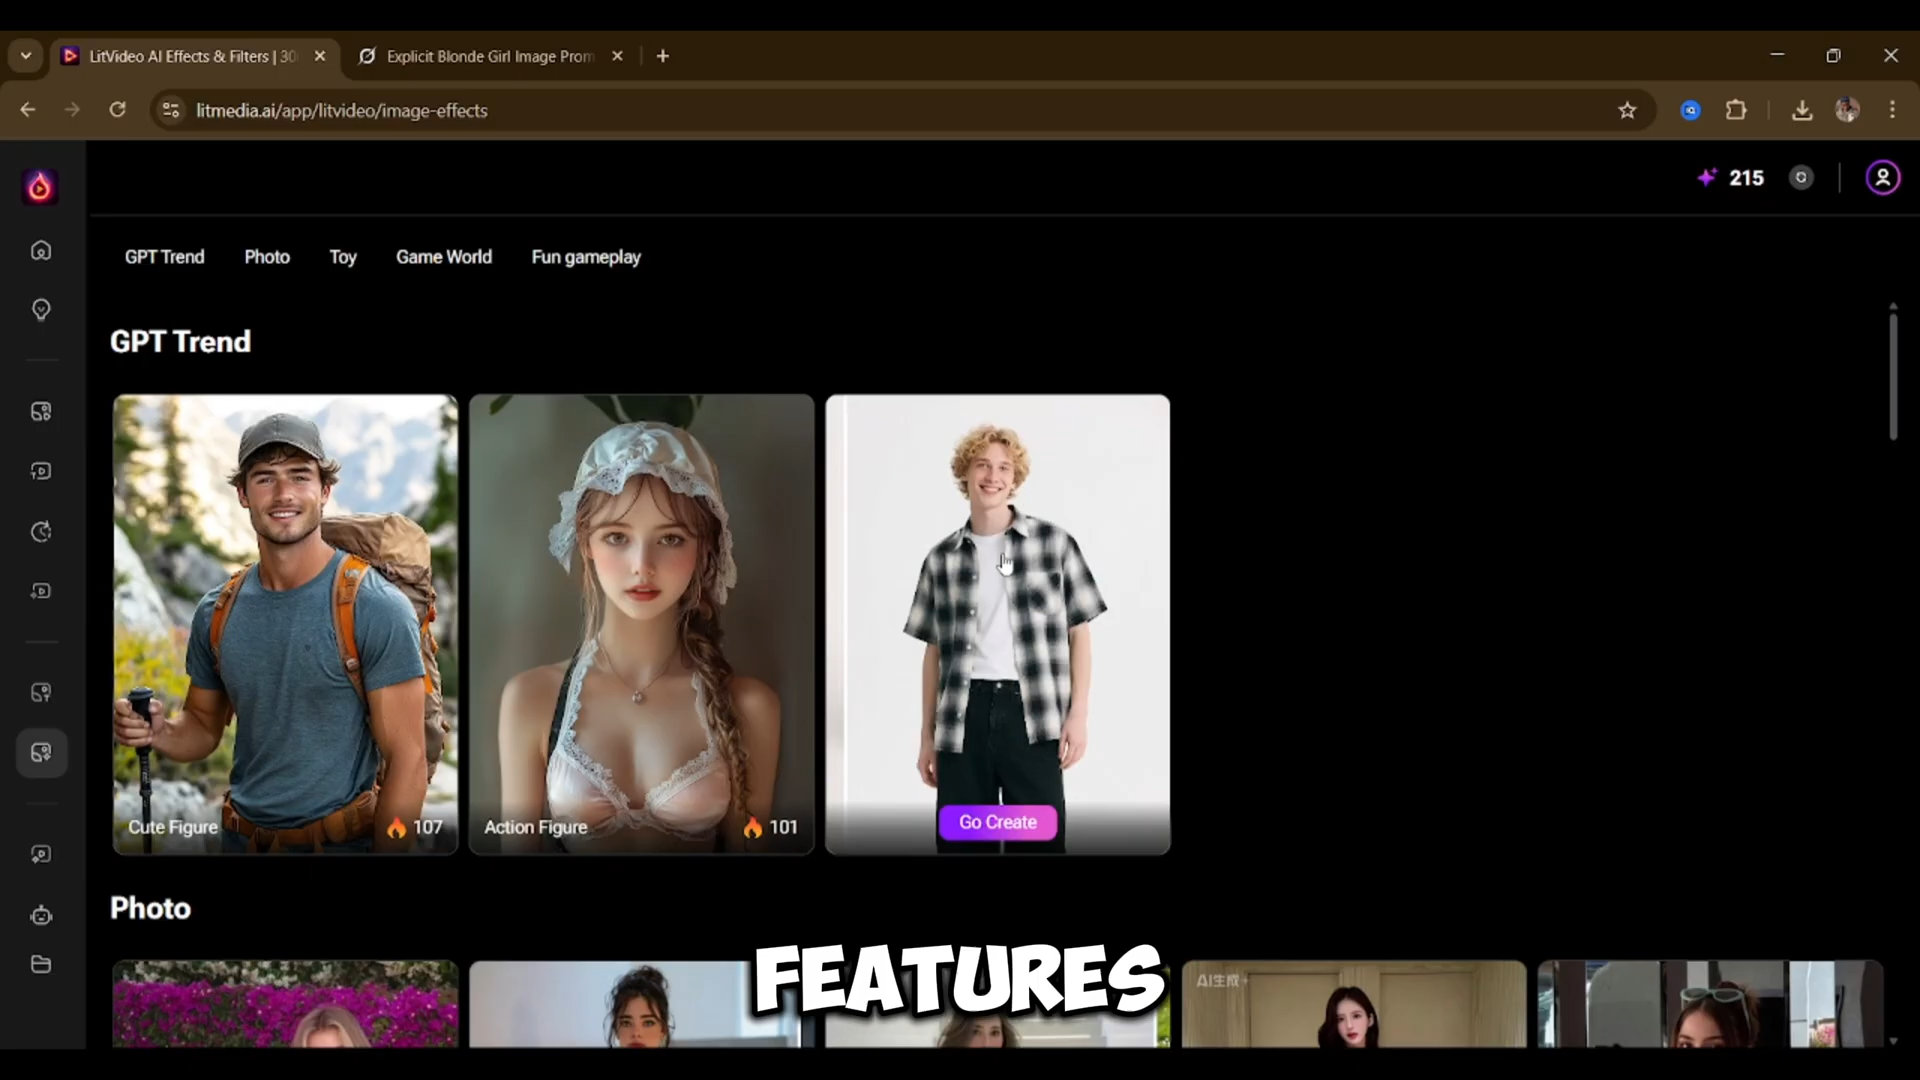 LitVideo AI Effects & Filters | 30
Explicit Blonde Girl Image Prom
litmedia.ai/app/litvideo/image-effects
215
GPT Trend
Photo
Toy
Game World
Fun gameplay
GPT Trend
Cute Figure
107
Action Figure
101
Go Create
Photo
FEATURES
AI生成